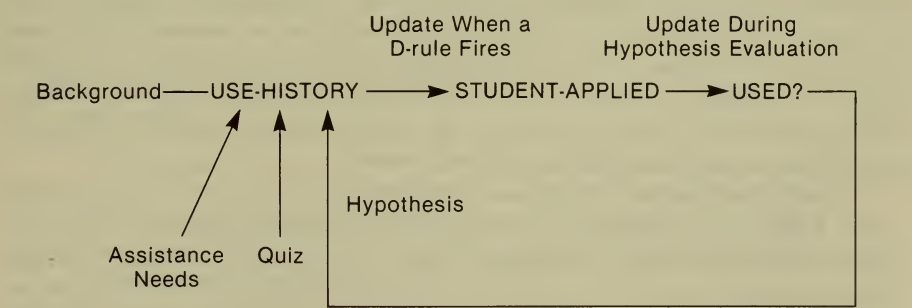 Update When a
D-rule Fires
Update During
Hypothesis Evaluation
Background USE-HISTORY STUDENT-APPLIED USED?
Hypothesis
Assistance
Needs
Quiz